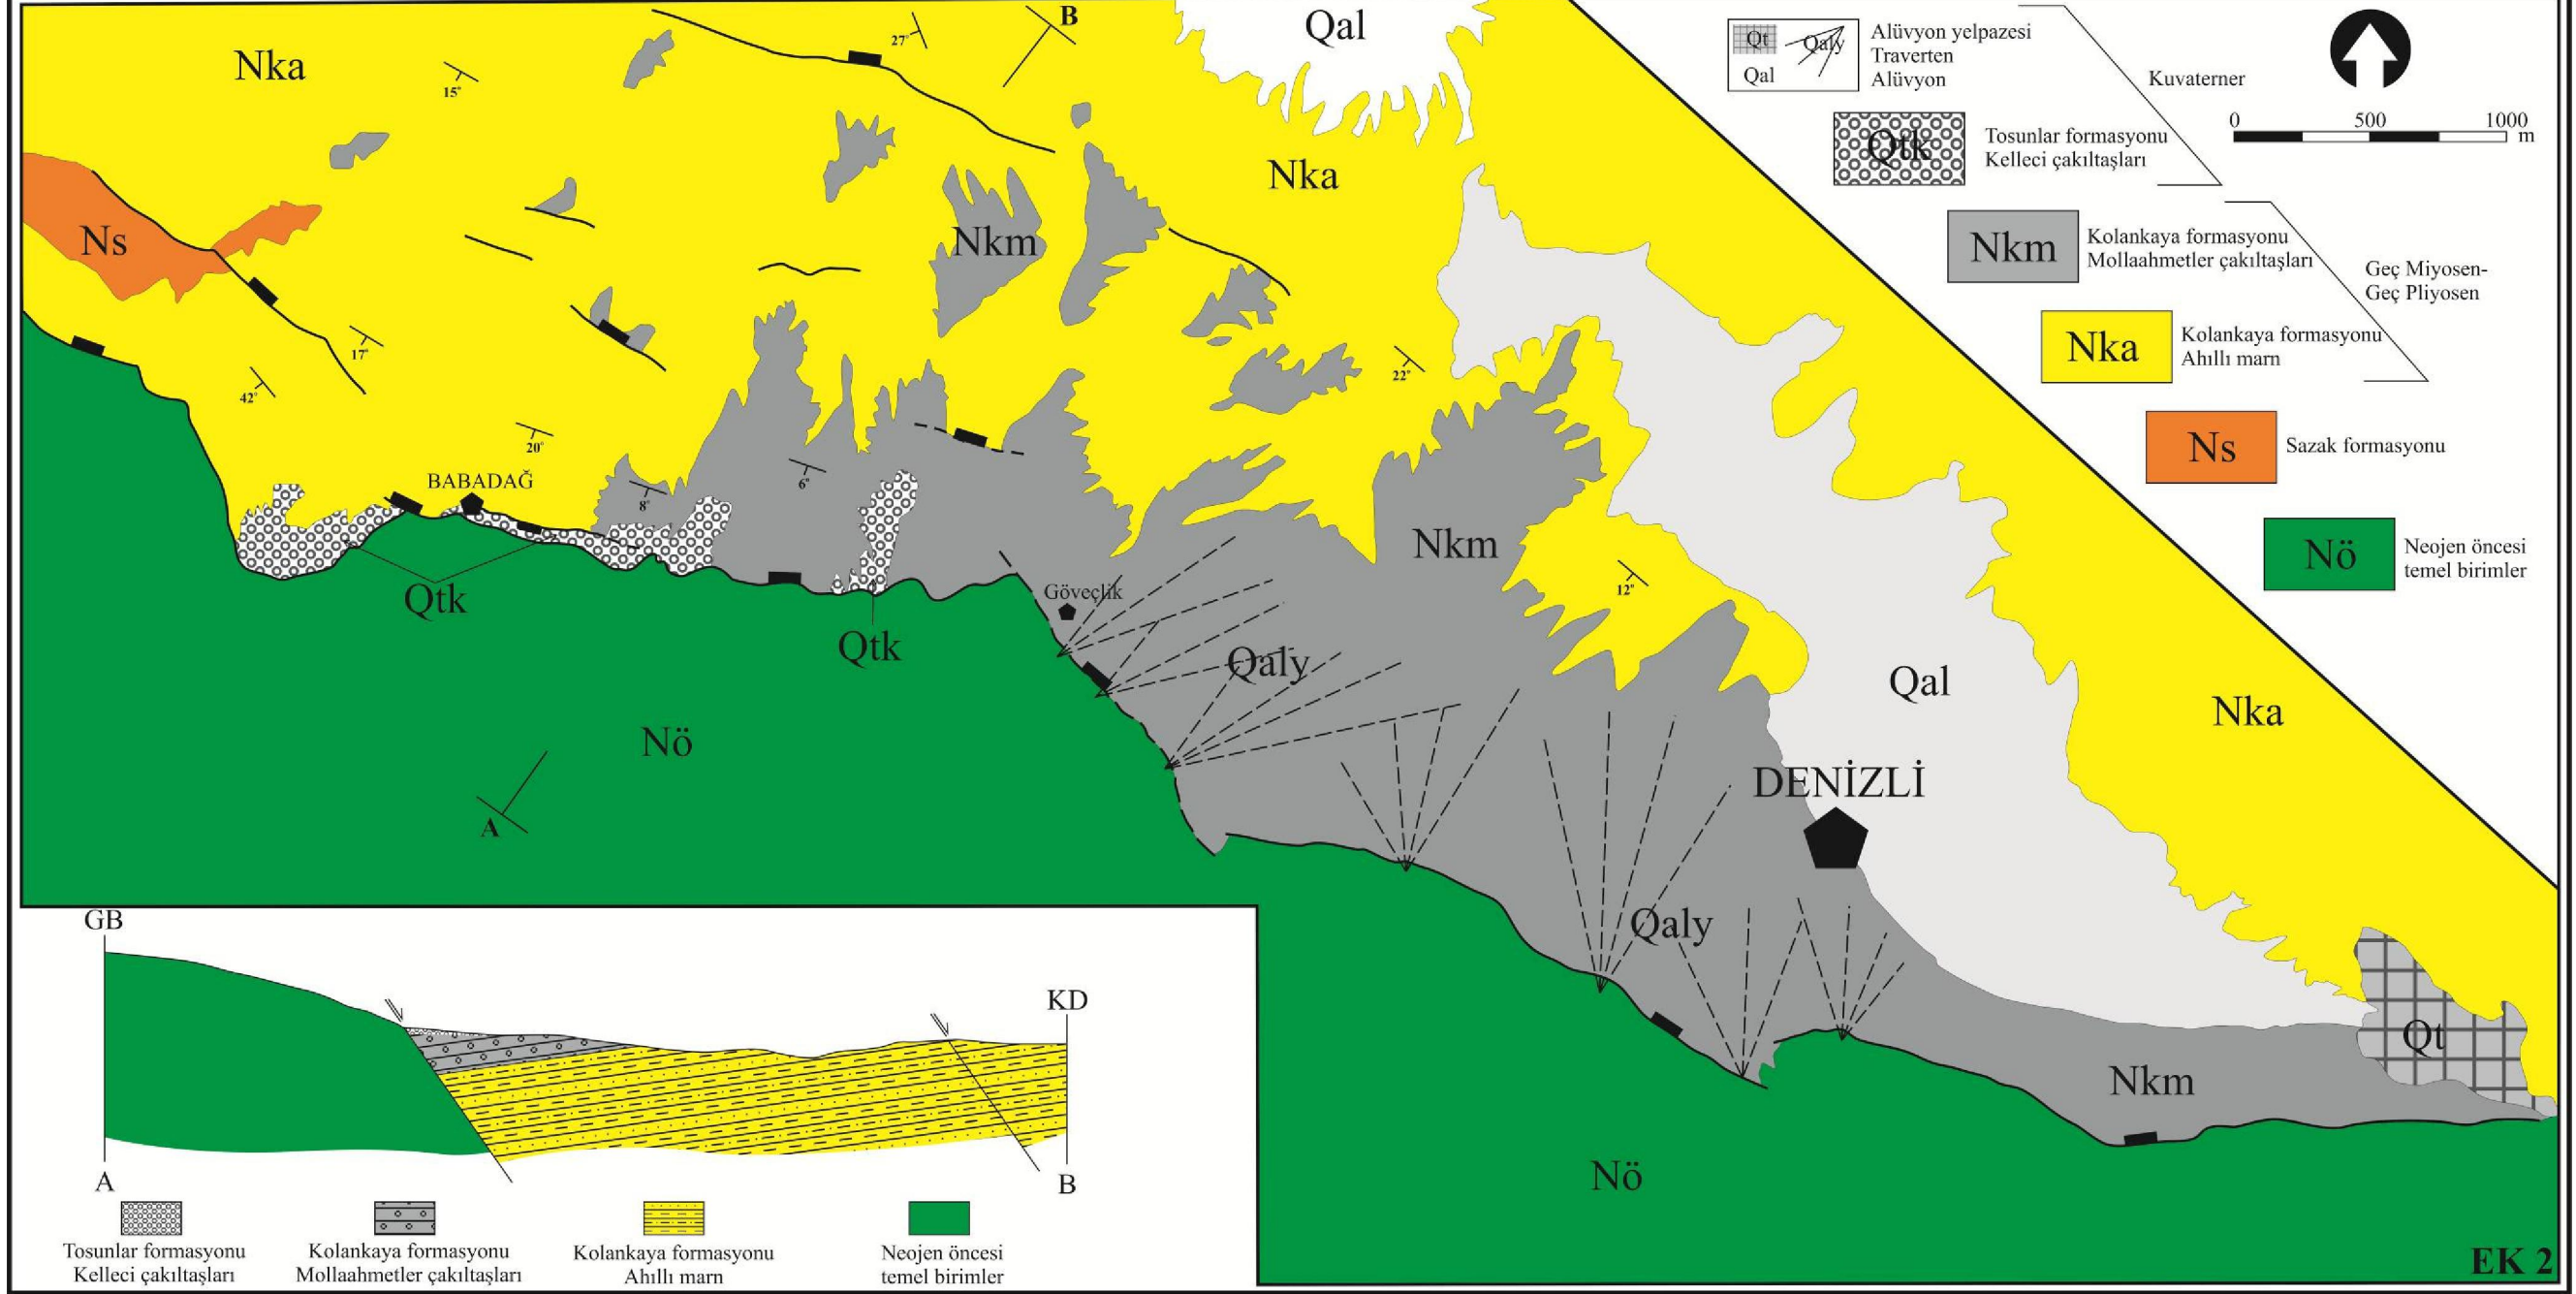 Nka
15°
27°
B
Qal
Nka
Ns
Nkm
17°
42°
20°
22°
BABADAĞ
8°
6°
Nkm
12°
Qtk
Qtk
Göveçlik
Qaly
Nö
A
Qal
Nka
DENİZLİ
Qaly
Qt
Nkm
Nö
EK 2
Qt
Qaly
Qal
Alüvyon yelpazesi
Traverten
Alüvyon
Kuvaterner
0 500 1000
m
Qtk
Tosunlar formasyonu
Kelleci çakıltaşları
Nkm
Kolankaya formasyonu
Mollaahmetler çakıltaşları
Geç Miyosen-
Geç Pliyosen
Nka
Kolankaya formasyonu
Ahıllı marn
Ns
Sazak formasyonu
Nö
Neojen öncesi
temel birimler
GB
KD
A
B
Tosunlar formasyonu
Kelleci çakıltaşları
Kolankaya formasyonu
Mollaahmetler çakıltaşları
Kolankaya formasyonu
Ahıllı marn
Neojen öncesi
temel birimler